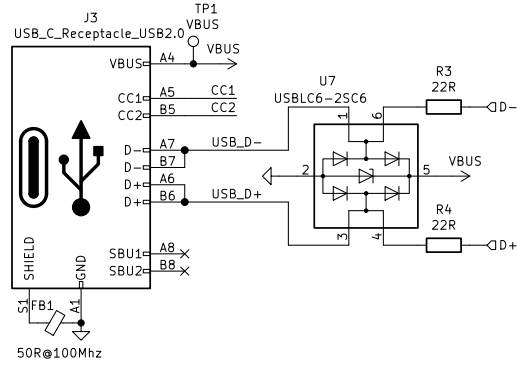 J3
USB_C_Receptacle_USB2.0
TP1
VBUS
VBUS
VBUS
A4
CC1
A5
CC1
CC2
B5
CC2
D-
A7
USB_D-
D-
B7
D+
A6
D+
B6
USB_D+
SBU1
A8
SBU2
B8
SHIELD
GND
S1
FB1
A1
50R@100Mhz
U7
USBLC6-2SC6
1
6
2
5
VBUS
3
4
R3
22R
D-
R4
22R
D+